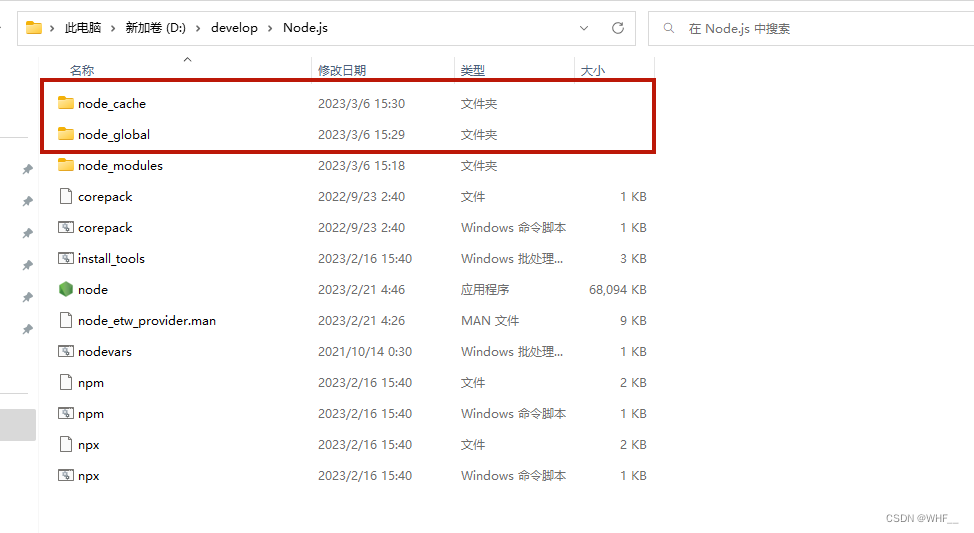 此电脑 > 新加卷 (D:) > develop > Node.js
在 Node.js 中搜索
名称 修改日期 类型 大小
node_cache 2023/3/6 15:30 文件夹
node_global 2023/3/6 15:29 文件夹
node_modules 2023/3/6 15:18 文件夹
corepack 2022/9/23 2:40 文件 1 KB
corepack 2022/9/23 2:40 Windows 命令脚本 1 KB
install_tools 2023/2/16 15:40 Windows 批处理... 3 KB
node 2023/2/21 4:46 应用程序 68,094 KB
node_etw_provider.man 2023/2/21 4:26 MAN 文件 9 KB
nodevars 2021/10/14 0:30 Windows 批处理... 1 KB
npm 2023/2/16 15:40 文件 2 KB
npm 2023/2/16 15:40 Windows 命令脚本 1 KB
npx 2023/2/16 15:40 文件 2 KB
npx 2023/2/16 15:40 Windows 命令脚本 1 KB
CSDN @WHF__